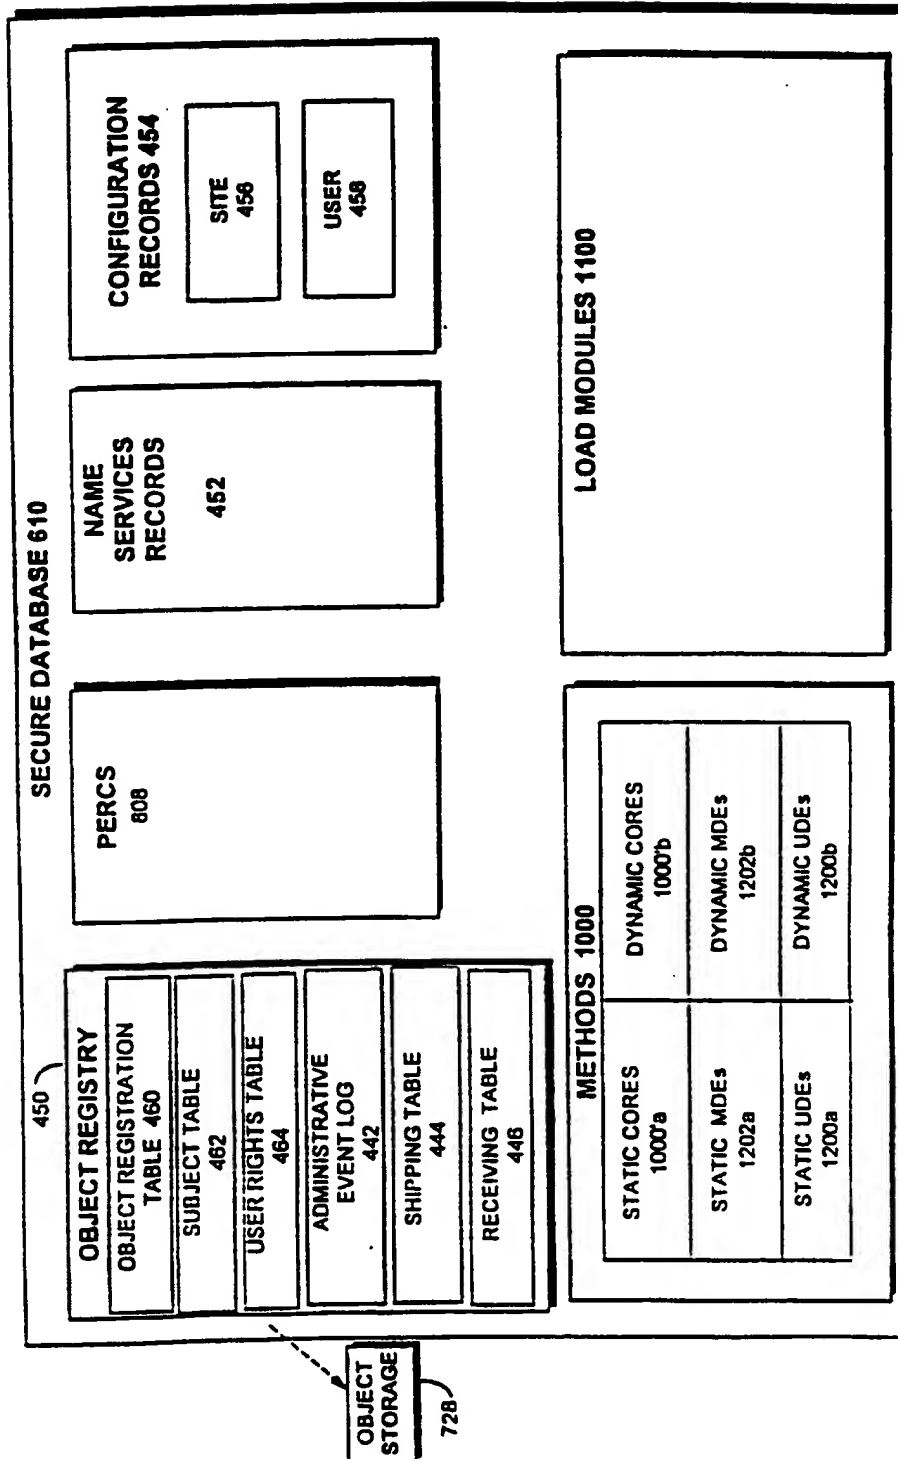 SECURE DATABASE 610
450
OBJECT REGISTRY
OBJECT REGISTRATION
TABLE 460
SUBJECT TABLE
462
USER RIGHTS TABLE
464
ADMINISTRATIVE
EVENT LOG
442
SHIPPING TABLE
444
RECEIVING TABLE
446
PERCS
808
NAME
SERVICES
RECORDS
452
CONFIGURATION
RECORDS 454
SITE
456
USER
458
OBJECT
STORAGE
728
METHODS 1000
STATIC CORES
1000'a
DYNAMIC CORES
1000'b
STATIC MDEs
1202a
DYNAMIC MDEs
1202b
STATIC UDEs
1200a
DYNAMIC UDEs
1200b
LOAD MODULES 1100